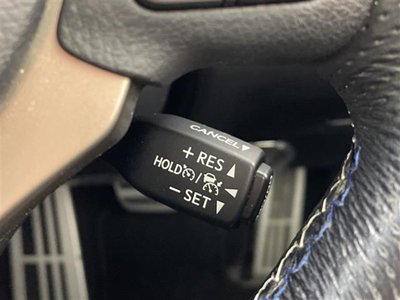 CANCEL▼
+ RES ▲
HOLD / ◀
− SET ▼